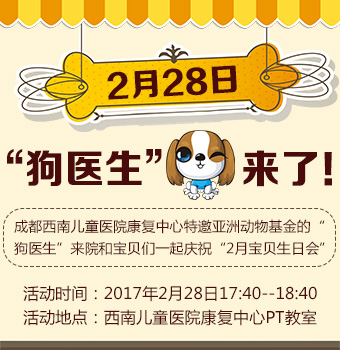 2月28日
“狗医生”来了!
成都西南儿童医院康复中心特邀亚洲动物基金的“
狗医生”来院和宝贝们一起庆祝“2月宝贝生日会”
活动时间：2017年2月28日17:40--18:40
活动地点：西南儿童医院康复中心PT教室